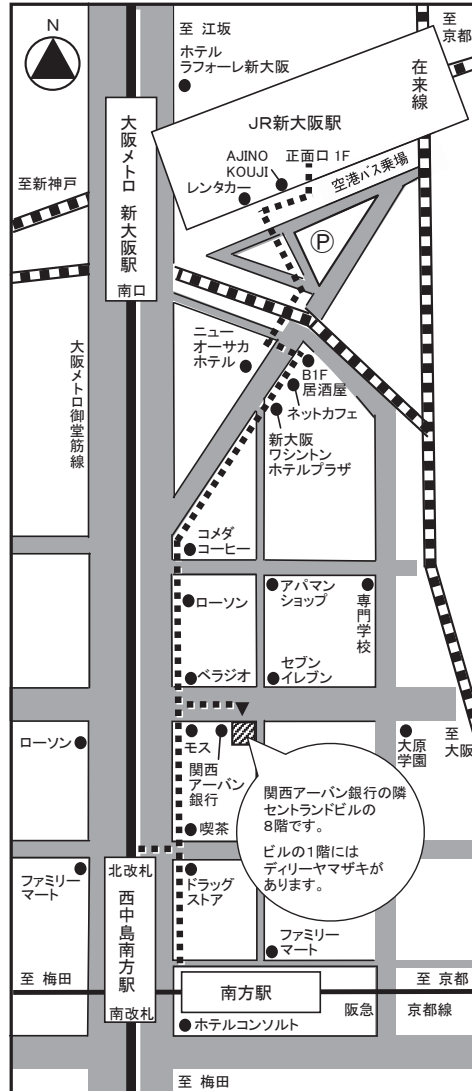 N
至 江坂
ホテル
ラフォーレ新大阪
至
京都
在来線
JR新大阪駅
AJINO
KOUJI
正面口 1F
レンタカー
空港バス乗場
P
大阪メトロ 新大阪駅
南口
至新神戸
大阪メトロ御堂筋線
ニュー
オーサカ
ホテル
B1F
居酒屋
ネットカフェ
新大阪
ワシントン
ホテルプラザ
コメダ
コーヒー
ローソン
アパマン
ショップ
専門学校
ベラジオ
セブン
イレブン
ローソン
モス
関西
アーバン
銀行
大原
学園
至
大阪
関西アーバン銀行の隣
セントランドビルの
8階です。
ビルの1階には
ディリーヤマザキが
あります。
喫茶
ファミリー
マート
北改札
西中島南方駅
南改札
ドラッグ
ストア
ファミリー
マート
至 梅田
南方駅
至 京都
阪急
京都線
ホテルコンソルト
至 梅田